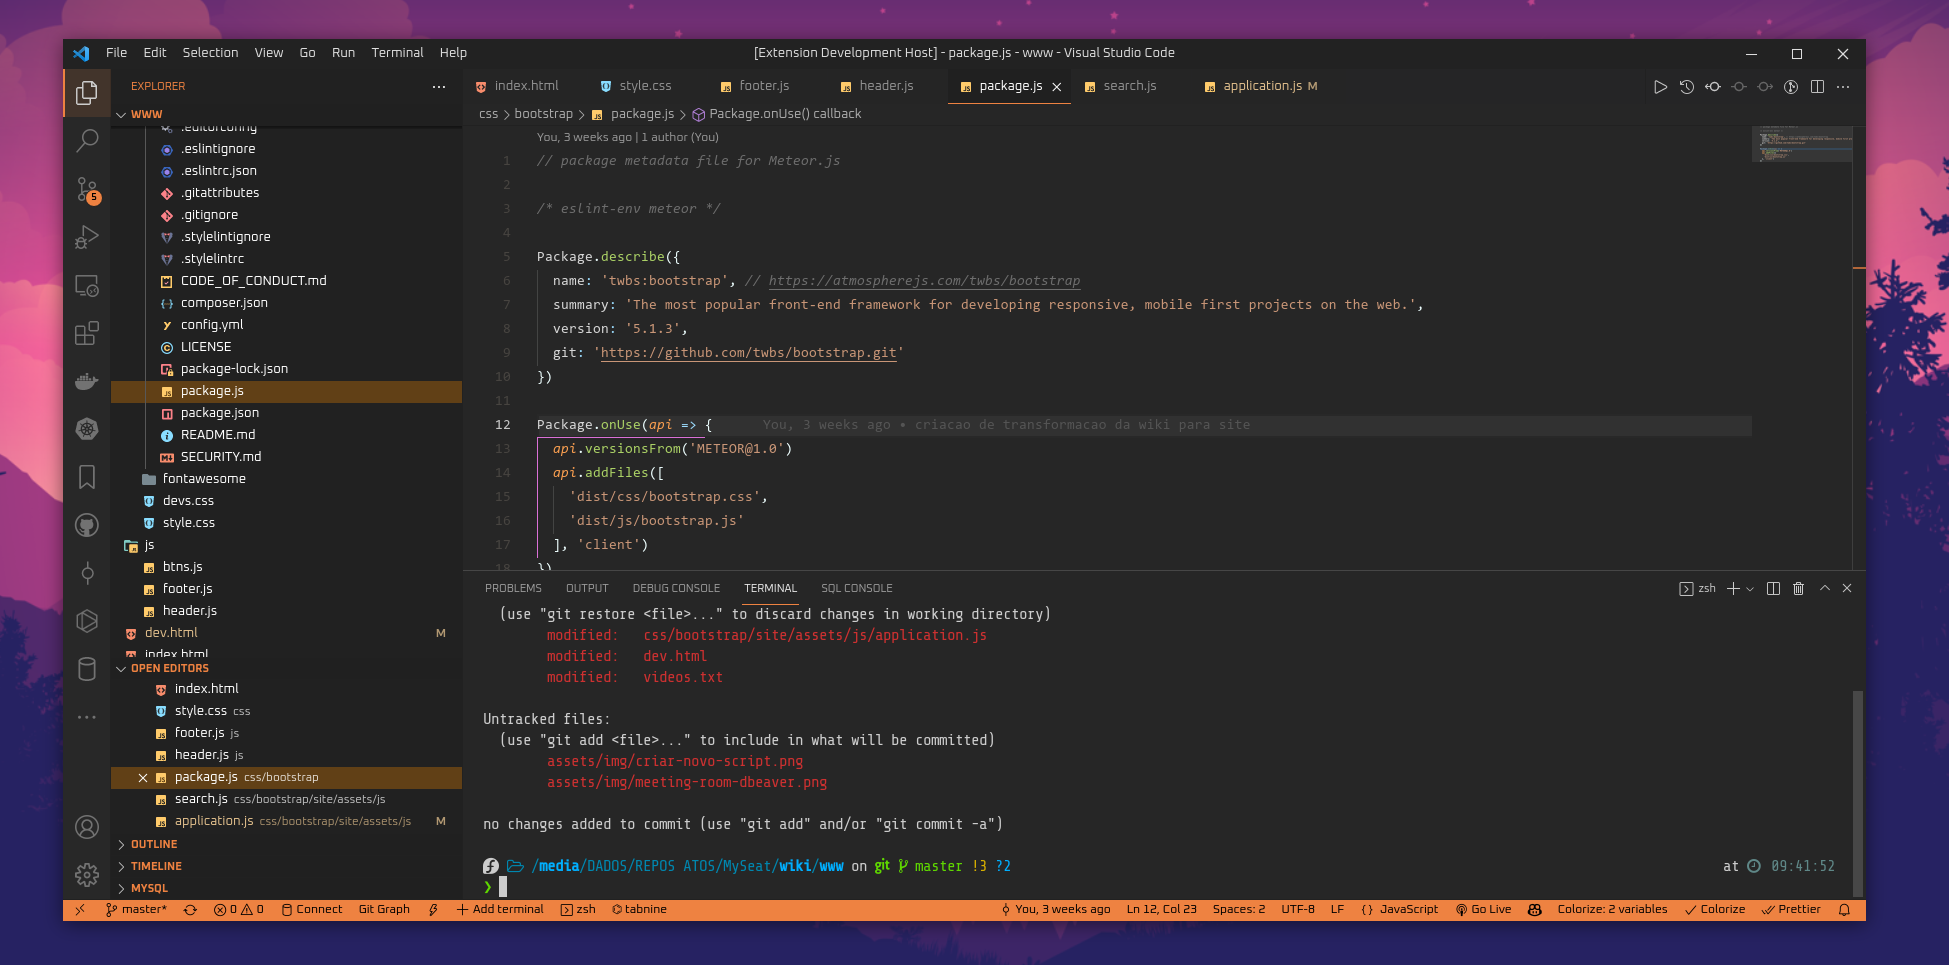 File Edit Selection View Go Run Terminal Help
[Extension Development Host] - package.js - www - Visual Studio Code
EXPLORER
WWW
.editorconfig
.eslintignore
.eslintrc.json
.gitattributes
.gitignore
.stylelintignore
.stylelintrc
CODE_OF_CONDUCT.md
composer.json
config.yml
LICENSE
package-lock.json
package.js
package.json
README.md
SECURITY.md
fontawesome
devs.css
style.css
js
btns.js
footer.js
header.js
dev.html M
index.html
OPEN EDITORS
index.html
style.css css
footer.js js
header.js js
package.js css/bootstrap
search.js css/bootstrap/site/assets/js
application.js css/bootstrap/site/assets/js M
OUTLINE
TIMELINE
MYSQL
5
index.html style.css footer.js header.js package.js search.js application.js M
css > bootstrap > package.js > Package.onUse() callback
You, 3 weeks ago | 1 author (You)
1 // package metadata file for Meteor.js
2
3 /* eslint-env meteor */
4
5 Package.describe({
6 name: 'twbs:bootstrap', // https://atmospherejs.com/twbs/bootstrap
7 summary: 'The most popular front-end framework for developing responsive, mobile first projects on the web.',
8 version: '5.1.3',
9 git: 'https://github.com/twbs/bootstrap.git'
10 })
11
12 Package.onUse(api => { You, 3 weeks ago • criacao de transformacao da wiki para site
13 api.versionsFrom('METEOR@1.0')
14 api.addFiles([
15 'dist/css/bootstrap.css',
16 'dist/js/bootstrap.js'
17 ], 'client')
18 })
PROBLEMS OUTPUT DEBUG CONSOLE TERMINAL SQL CONSOLE
zsh
(use "git restore <file>..." to discard changes in working directory)
modified: css/bootstrap/site/assets/js/application.js
modified: dev.html
modified: videos.txt
Untracked files:
(use "git add <file>..." to include in what will be committed)
assets/img/criar-novo-script.png
assets/img/meeting-room-dbeaver.png
no changes added to commit (use "git add" and/or "git commit -a")
/media/DADOS/REPOS ATOS/MySeat/wiki/www on git master !3 ?2 at 09:41:52
❯
master* 0 0 Connect Git Graph Add terminal zsh tabnine
You, 3 weeks ago Ln 12, Col 23 Spaces: 2 UTF-8 LF {} JavaScript Go Live Colorize: 2 variables Colorize Prettier